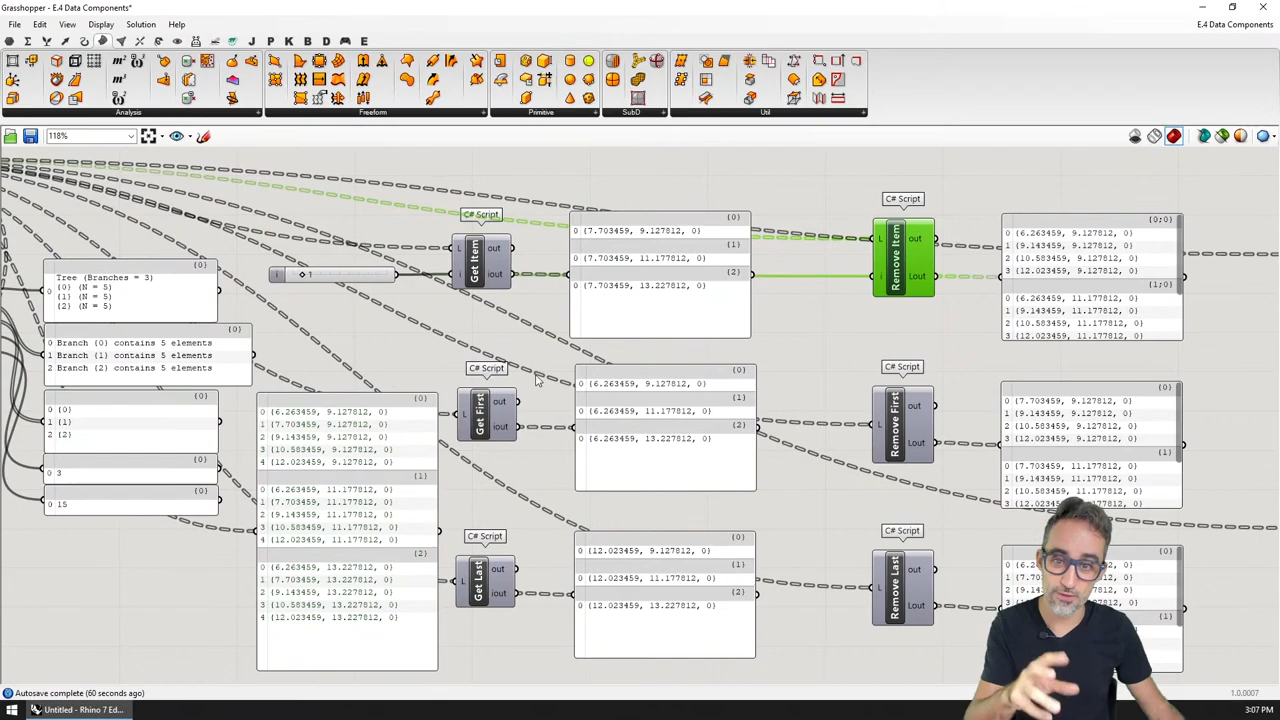 Grasshopper - E.4 Data Components*
File Edit View Display Solution Help
E.4 Data Components
J P K B D E
Analysis
Freeform
Primitive
SubD
Util
118%
C# Script
L
i
Get Item
out
iout
i
1
{0}
0 {7.703459, 9.127812, 0}
{1}
0 {7.703459, 11.177812, 0}
{2}
0 {7.703459, 13.227812, 0}
C# Script
L
i
Remove Item
out
Lout
{0;0}
0 {6.263459, 9.127812, 0}
1 {9.143459, 9.127812, 0}
2 {10.583459, 9.127812, 0}
3 {12.023459, 9.127812, 0}
{1;0}
0 {6.263459, 11.177812, 0}
1 {9.143459, 11.177812, 0}
2 {10.583459, 11.177812, 0}
3 {12.023459, 11.177812, 0}
{0}
Tree (Branches = 3)
0
{0} (N = 5)
{1} (N = 5)
{2} (N = 5)
{0}
0 Branch {0} contains 5 elements
1 Branch {1} contains 5 elements
2 Branch {2} contains 5 elements
{0}
0 {0}
1 {1}
2 {2}
{0}
0 3
{0}
0 15
{0}
0 {6.263459, 9.127812, 0}
1 {7.703459, 9.127812, 0}
2 {9.143459, 9.127812, 0}
3 {10.583459, 9.127812, 0}
4 {12.023459, 9.127812, 0}
{1}
0 {6.263459, 11.177812, 0}
1 {7.703459, 11.177812, 0}
2 {9.143459, 11.177812, 0}
3 {10.583459, 11.177812, 0}
4 {12.023459, 11.177812, 0}
{2}
0 {6.263459, 13.227812, 0}
1 {7.703459, 13.227812, 0}
2 {9.143459, 13.227812, 0}
3 {10.583459, 13.227812, 0}
4 {12.023459, 13.227812, 0}
C# Script
L
Get First
out
iout
{0}
0 {6.263459, 9.127812, 0}
{1}
0 {6.263459, 11.177812, 0}
{2}
0 {6.263459, 13.227812, 0}
C# Script
L
Remove First
out
Lout
{0}
0 {7.703459, 9.127812, 0}
1 {9.143459, 9.127812, 0}
2 {10.583459, 9.127812, 0}
3 {12.023459, 9.127812, 0}
{1}
0 {7.703459, 11.177812, 0}
1 {9.143459, 11.177812, 0}
2 {10.583459, 11.177812, 0}
C# Script
L
Get Last
out
iout
{0}
0 {12.023459, 9.127812, 0}
{1}
0 {12.023459, 11.177812, 0}
{2}
0 {12.023459, 13.227812, 0}
C# Script
L
Remove Last
out
Lout
{0}
{1}
Autosave complete (60 seconds ago)
1.0.0007
Untitled - Rhino 7 Ed...
3:07 PM